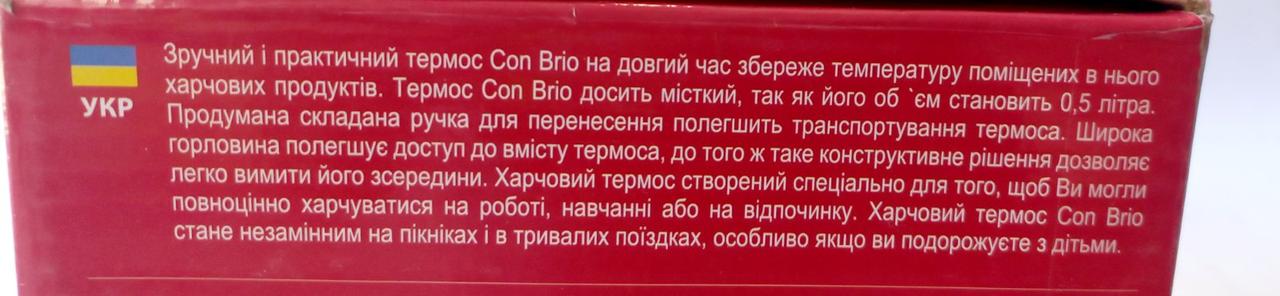 УКР
Зручний і практичний термос Con Brio на довгий час збереже температуру поміщених в нього
харчових продуктів. Термос Con Brio досить місткий, так як його об `єм становить 0,5 літра.
Продумана складана ручка для перенесення полегшить транспортування термоса. Широка
горловина полегшує доступ до вмісту термоса, до того ж таке конструктивне рішення дозволяє
легко вимити його зсередини. Харчовий термос створений спеціально для того, щоб Ви могли
повноцінно харчуватися на роботі, навчанні або на відпочинку. Харчовий термос Con Brio
стане незамінним на пікніках і в тривалих поїздках, особливо якщо ви подорожуєте з дітьми.